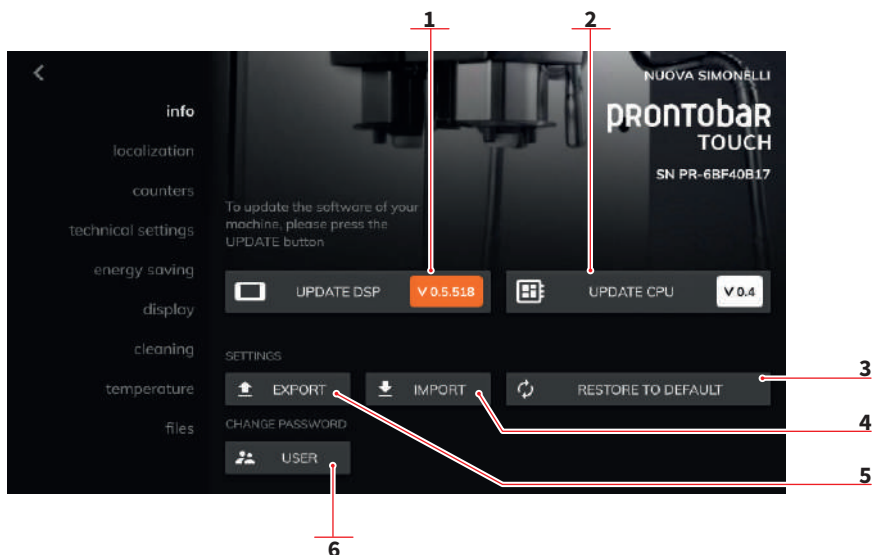 1
2
NUOVA SIMONELLI
PRONTOBAR
TOUCH
SN PR-6BF40B17
info
localization
counters
technical settings
energy saving
display
cleaning
temperature
files
To update the software of your
machine, please press the
UPDATE button
UPDATE DSP
V 0.5.518
UPDATE CPU
V 0.4
SETTINGS
EXPORT
IMPORT
RESTORE TO DEFAULT
3
4
CHANGE PASSWORD
USER
5
6